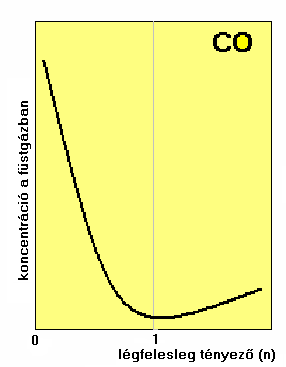 CO
koncentráció a füstgázban
0
1
légfelesleg tényező (n)